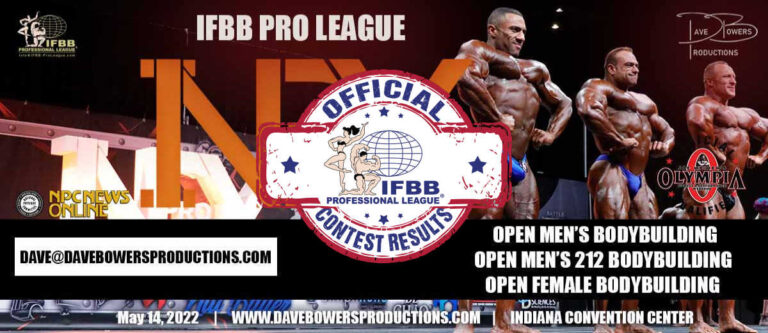 IFBB
PROFESSIONAL LEAGUE
IFBB PRO LEAGUE
DAVE BOWERS
PRODUCTIONS
OFFICIAL
IFBB
PROFESSIONAL LEAGUE
CONTEST RESULTS
OLYMPIA
QUALIFIER
NPC NEWS
ONLINE
DAVE@DAVEBOWERSPRODUCTIONS.COM
OPEN MEN'S BODYBUILDING
OPEN MEN'S 212 BODYBUILDING
OPEN FEMALE BODYBUILDING
May 14, 2022 | WWW.DAVEBOWERSPRODUCTIONS.COM | INDIANA CONVENTION CENTER